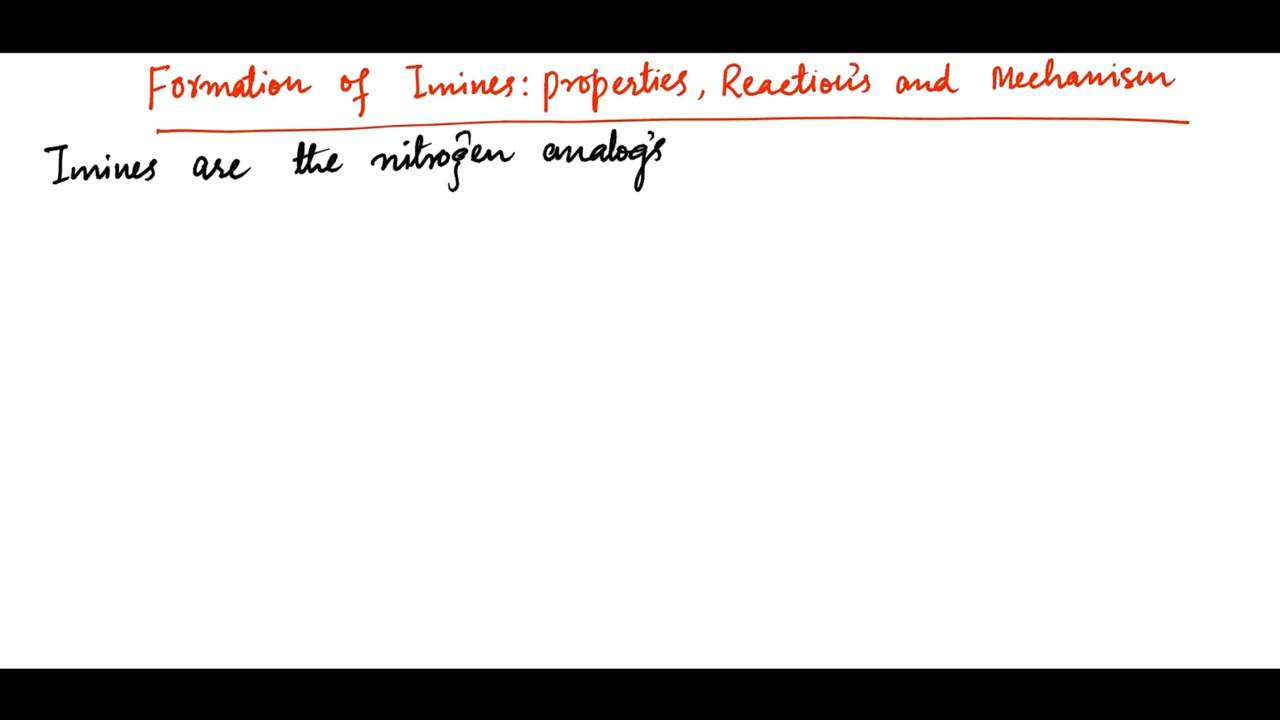 Formation of Imines: properties, Reactions and Mechanism
Imines are the nitrogen analogs